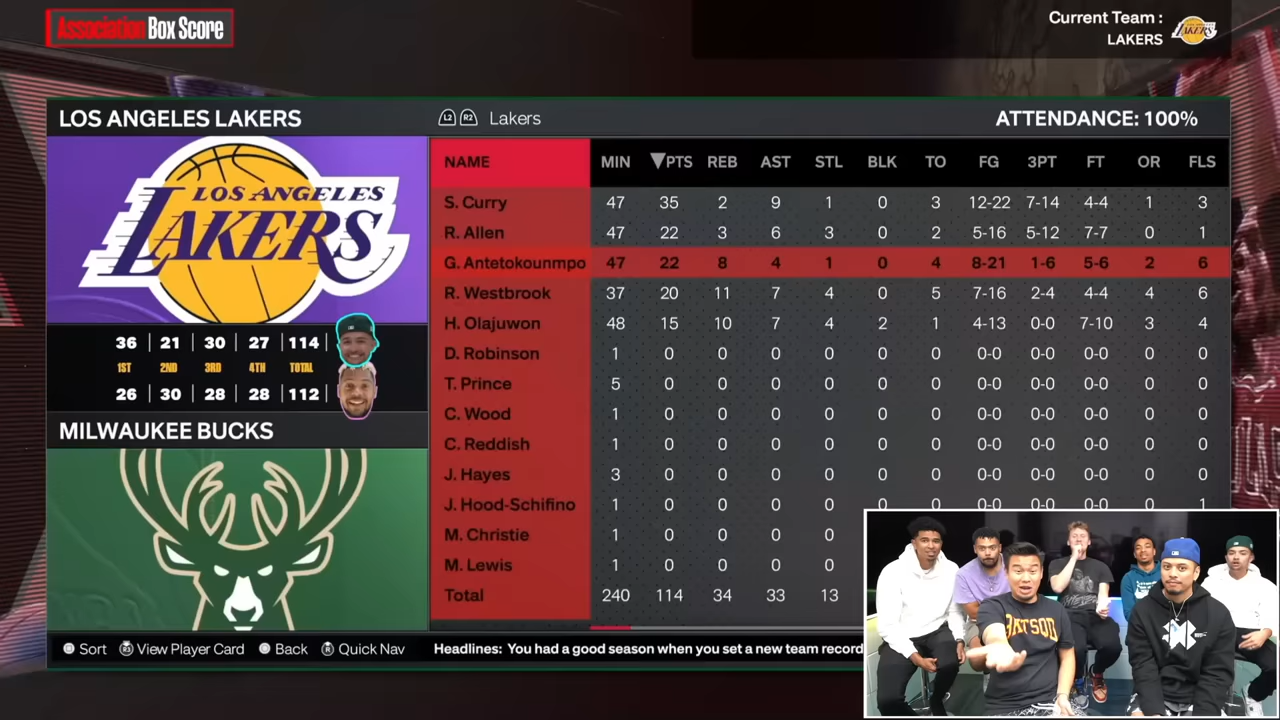 Association Box Score
Current Team :
LAKERS
LAKERS
LOS ANGELES LAKERS
L2 R2 Lakers
ATTENDANCE: 100%
LOS ANGELES
LAKERS
NAME MIN PTS REB AST STL BLK TO FG 3PT FT OR FLS
S. Curry 47 35 2 9 1 0 3 12-22 7-14 4-4 1 3
R. Allen 47 22 3 6 3 0 2 5-16 5-12 7-7 0 1
G. Antetokounmpo 47 22 8 4 1 0 4 8-21 1-6 5-6 2 6
R. Westbrook 37 20 11 7 4 0 5 7-16 2-4 4-4 4 6
H. Olajuwon 48 15 10 7 4 2 1 4-13 0-0 7-10 3 4
D. Robinson 1 0 0 0 0 0 0 0-0 0-0 0-0 0 0
T. Prince 5 0 0 0 0 0 0 0-0 0-0 0-0 0 0
C. Wood 1 0 0 0 0 0 0 0-0 0-0 0-0 0 0
C. Reddish 1 0 0 0 0 0 0 0-0 0-0 0-0 0 0
J. Hayes 3 0 0 0 0 0 0 0-0 0-0 0-0 0 0
J. Hood-Schifino 1 0 0 0 0 0 0 0-0 0-0 0-0 0 1
M. Christie 1 0 0 0 0
M. Lewis 1 0 0 0 0
Total 240 114 34 33 13
36 21 30 27 114
1ST 2ND 3RD 4TH TOTAL
26 30 28 28 112
MILWAUKEE BUCKS
Sort View Player Card Back Quick Nav
Headlines: You had a good season when you set a new team record